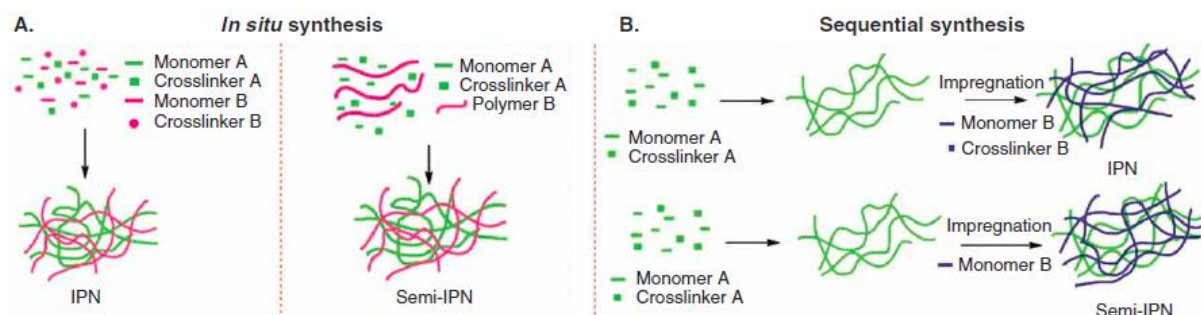 A.
In situ synthesis
Monomer A
Crosslinker A
Monomer B
Crosslinker B
IPN
Monomer A
Crosslinker A
Polymer B
Semi-IPN
B.
Sequential synthesis
Monomer A
Crosslinker A
Impregnation
Monomer B
Crosslinker B
IPN
Monomer A
Crosslinker A
Impregnation
Monomer B
Semi-IPN